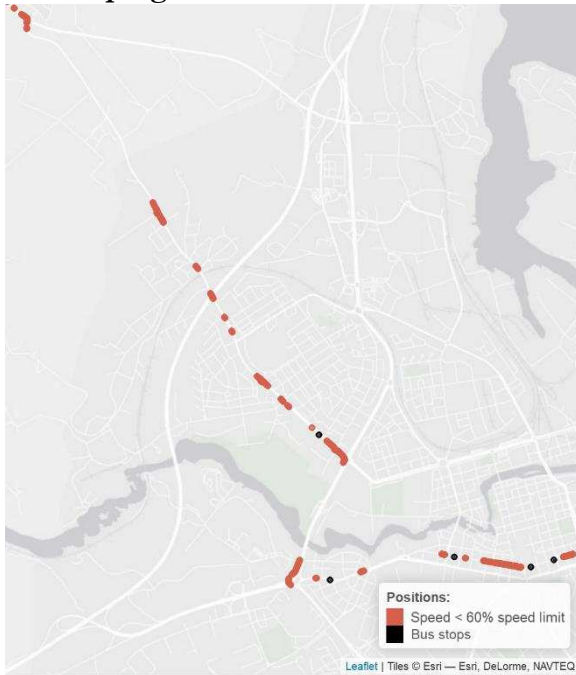 Positions:
Speed < 60% speed limit
Bus stops
Leaflet | Tiles © Esri — Esri, DeLorme, NAVTEQ